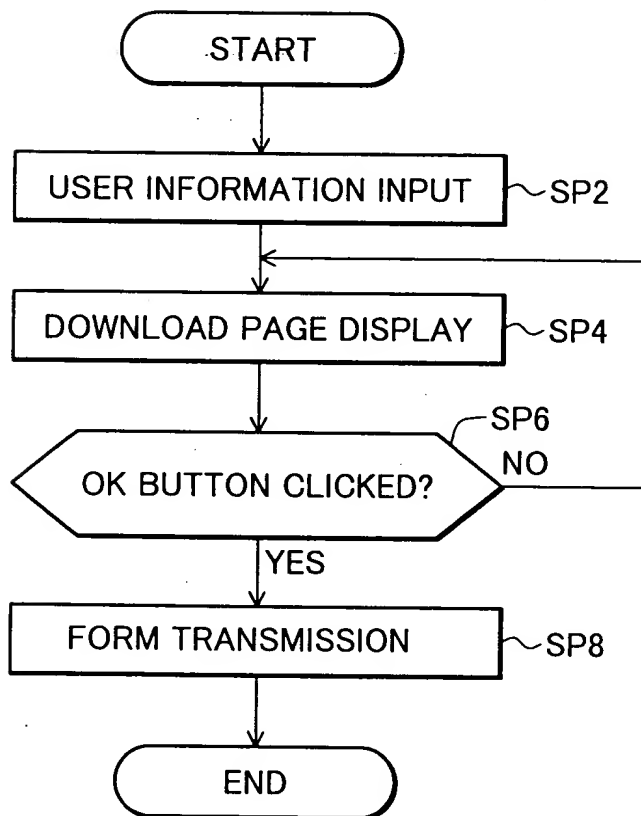 START
USER INFORMATION INPUT
SP2
DOWNLOAD PAGE DISPLAY
SP4
SP6
OK BUTTON CLICKED?
NO
YES
FORM TRANSMISSION
SP8
END